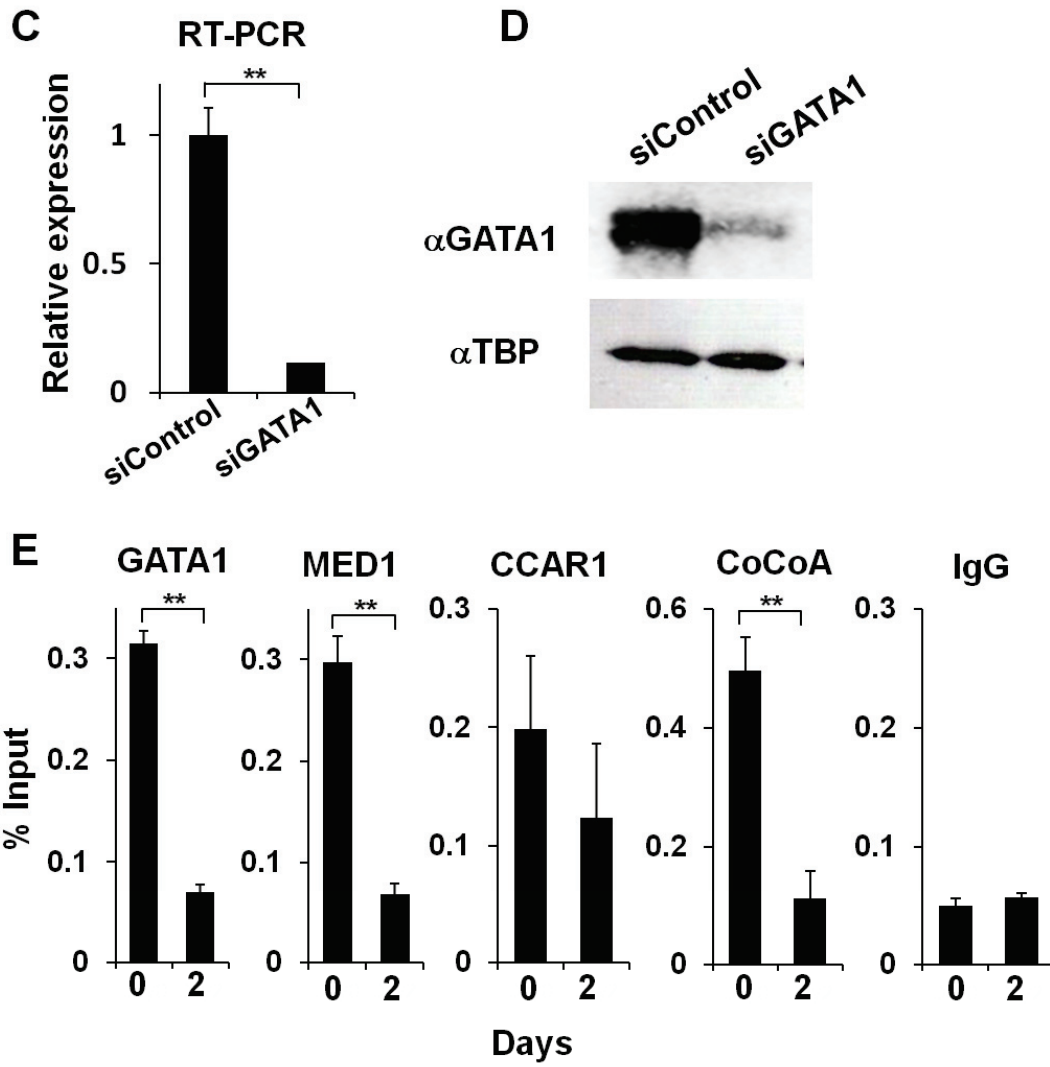 C
RT-PCR
**
Relative expression
1
0.5
0
siControl
siGATA1
D
siControl
siGATA1
αGATA1
αTBP
E
GATA1
MED1
CCAR1
CoCoA
IgG
% Input
**
0.3
0.2
0.1
0
0 2
**
0.3
0.2
0.1
0
0 2
0.3
0.2
0.1
0
0 2
**
0.6
0.4
0.2
0
0 2
0.3
0.2
0.1
0
0 2
Days